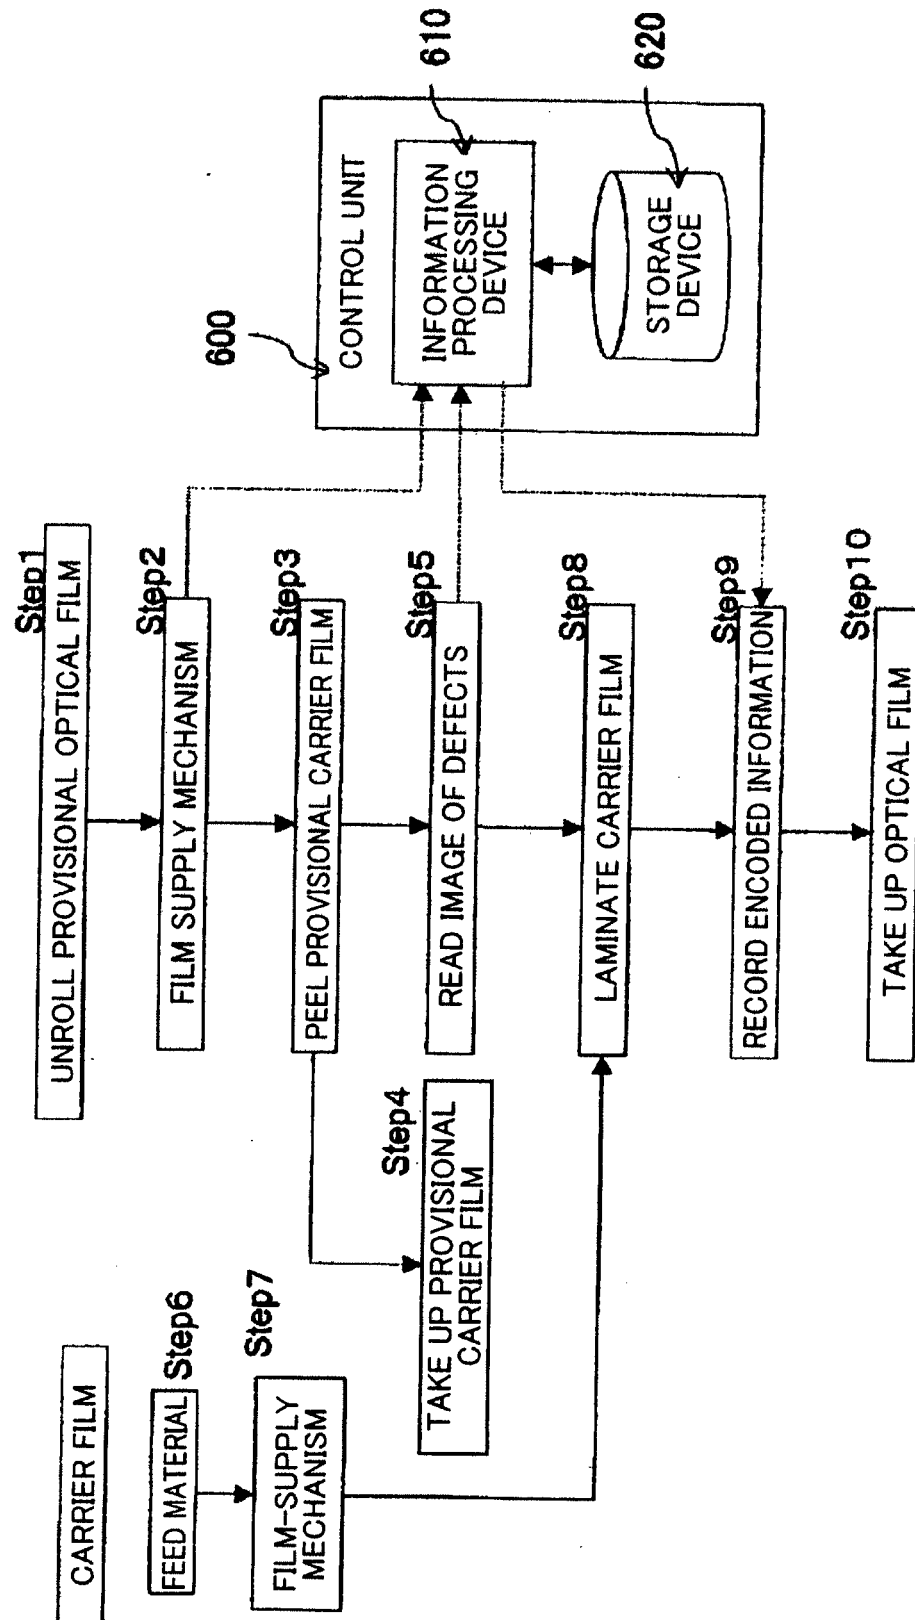 CARRIER FILM
FEED MATERIAL
Step6
FILM-SUPPLY
MECHANISM
Step7
UNROLL PROVISIONAL OPTICAL FILM
Step1
FILM SUPPLY MECHANISM
Step2
PEEL PROVISIONAL CARRIER FILM
Step3
TAKE UP PROVISIONAL
CARRIER FILM
Step4
READ IMAGE OF DEFECTS
Step5
LAMINATE CARRIER FILM
Step8
RECORD ENCODED INFORMATION
Step9
TAKE UP OPTICAL FILM
Step10
600
CONTROL UNIT
INFORMATION
PROCESSING
DEVICE
610
STORAGE
DEVICE
620